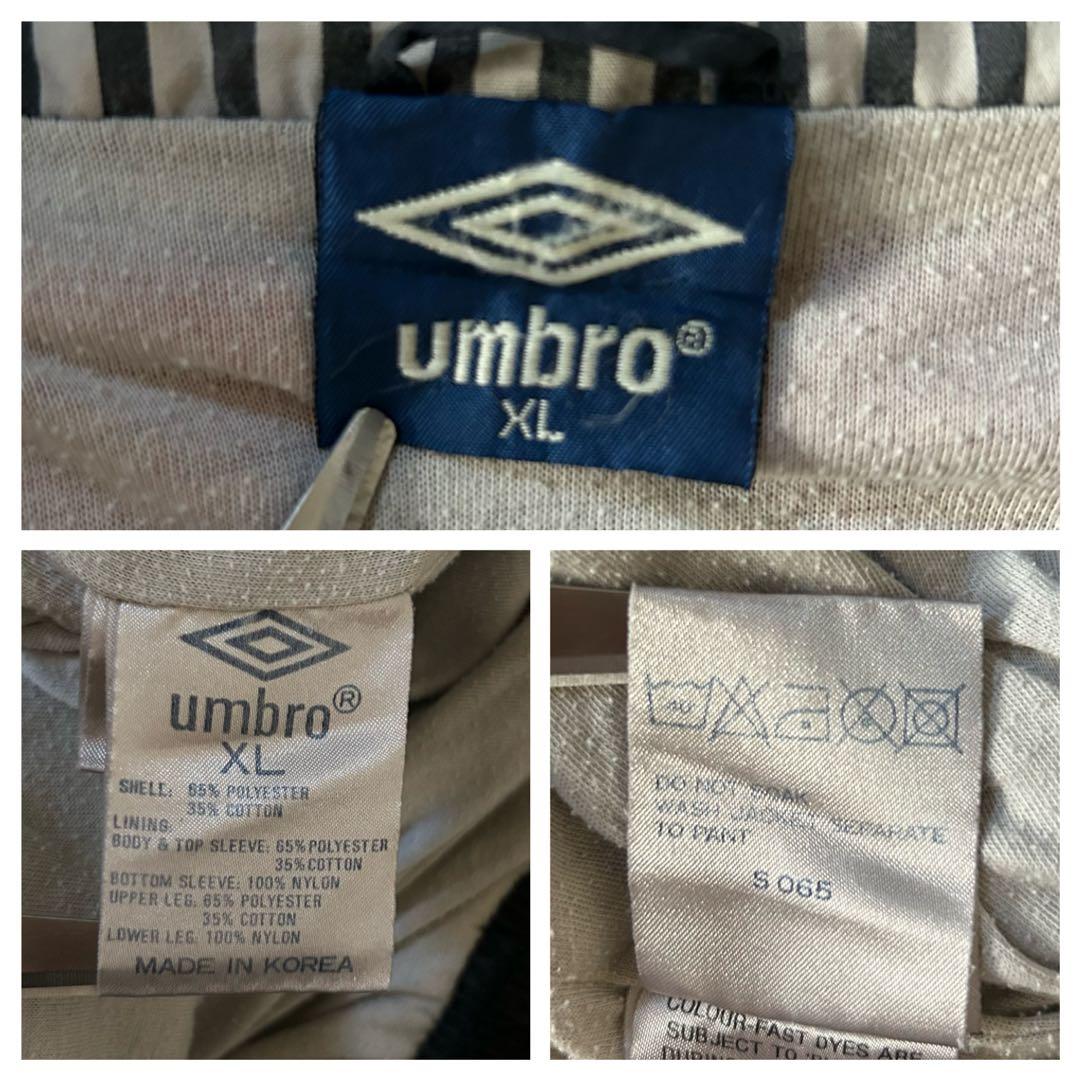 umbro®
XL
umbro®
XL
SHELL: 65% POLYESTER
35% COTTON
LINING:
BODY & TOP SLEEVE: 65% POLYESTER
35% COTTON
BOTTOM SLEEVE: 100% NYLON
UPPER LEG: 65% POLYESTER
35% COTTON
LOWER LEG: 100% NYLON
MADE IN KOREA
40
DO NOT SOAK
WASH JACKET SEPARATE
TO PANT
S 065
COLOUR-FAST DYES ARE
SUBJECT TO